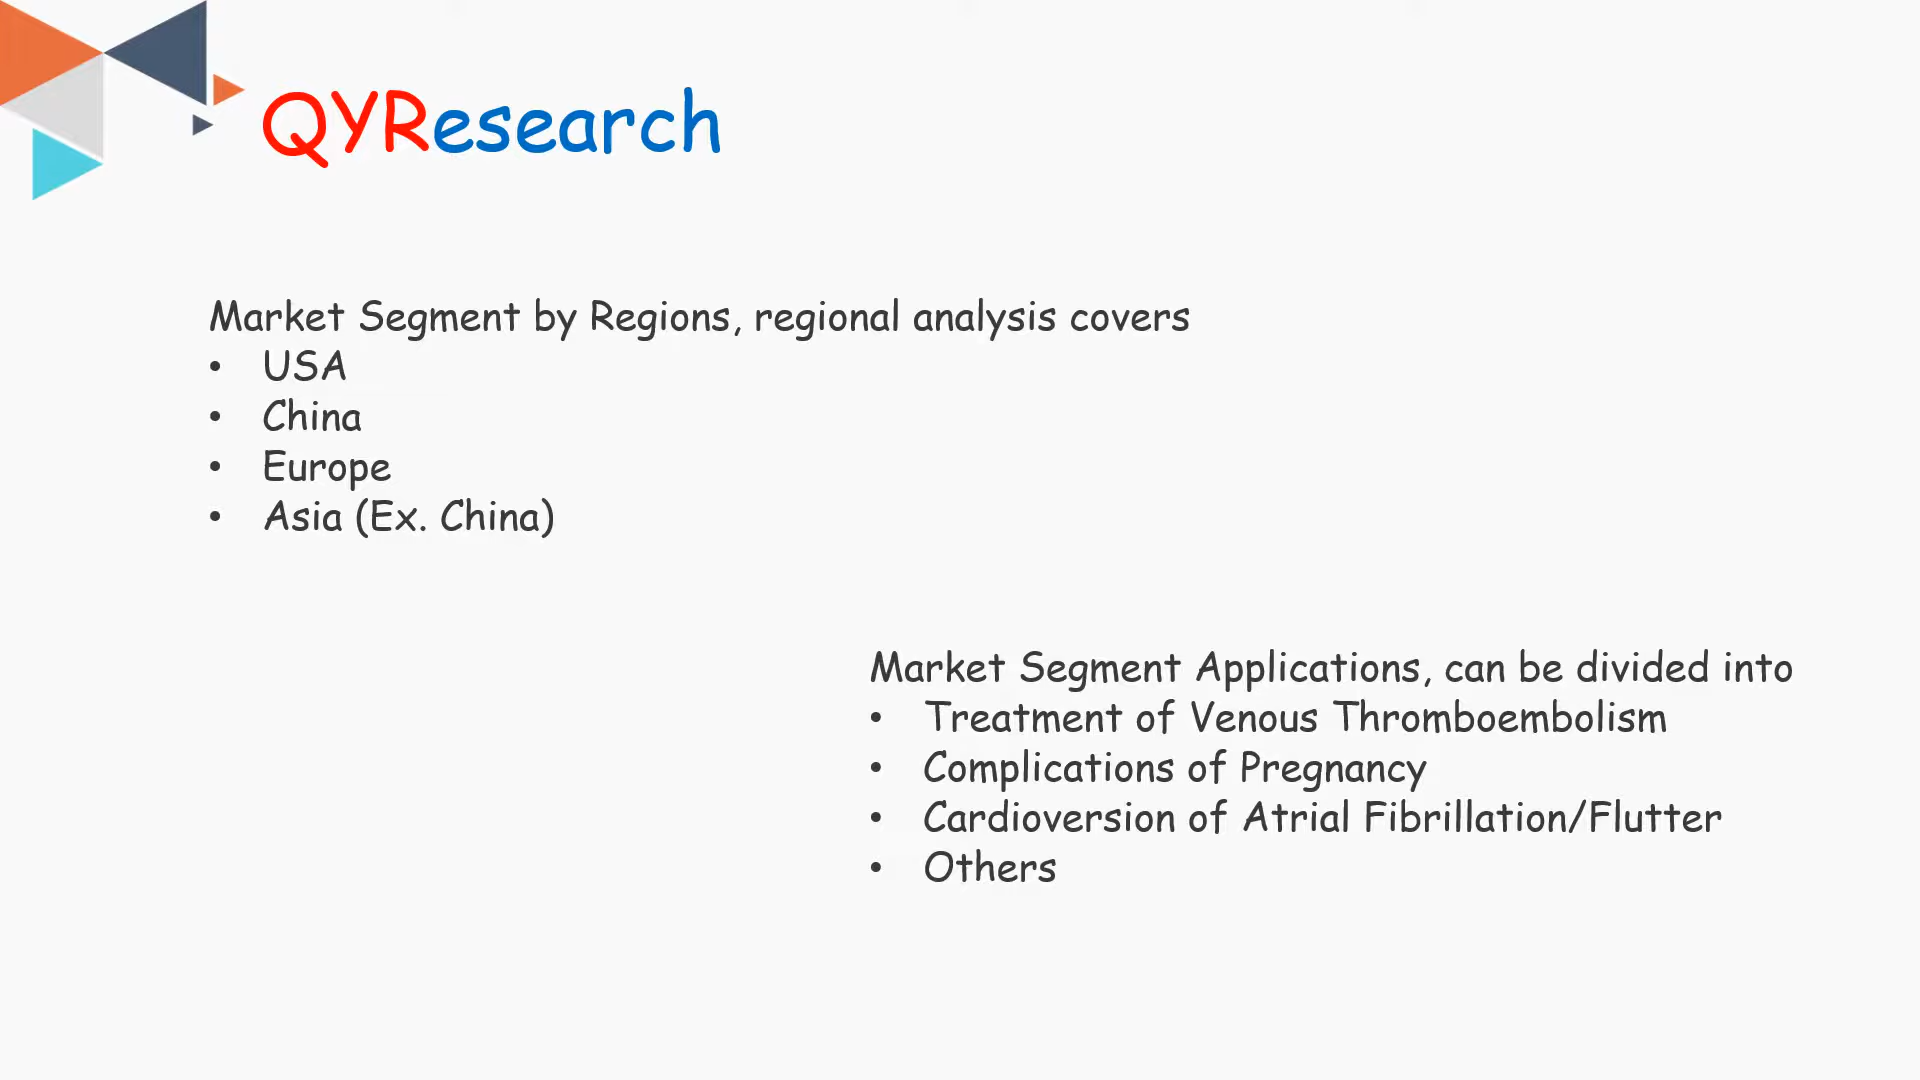 QYResearch
Market Segment by Regions, regional analysis covers
• USA
• China
• Europe
• Asia (Ex. China)
Market Segment Applications, can be divided into
• Treatment of Venous Thromboembolism
• Complications of Pregnancy
• Cardioversion of Atrial Fibrillation/Flutter
• Others